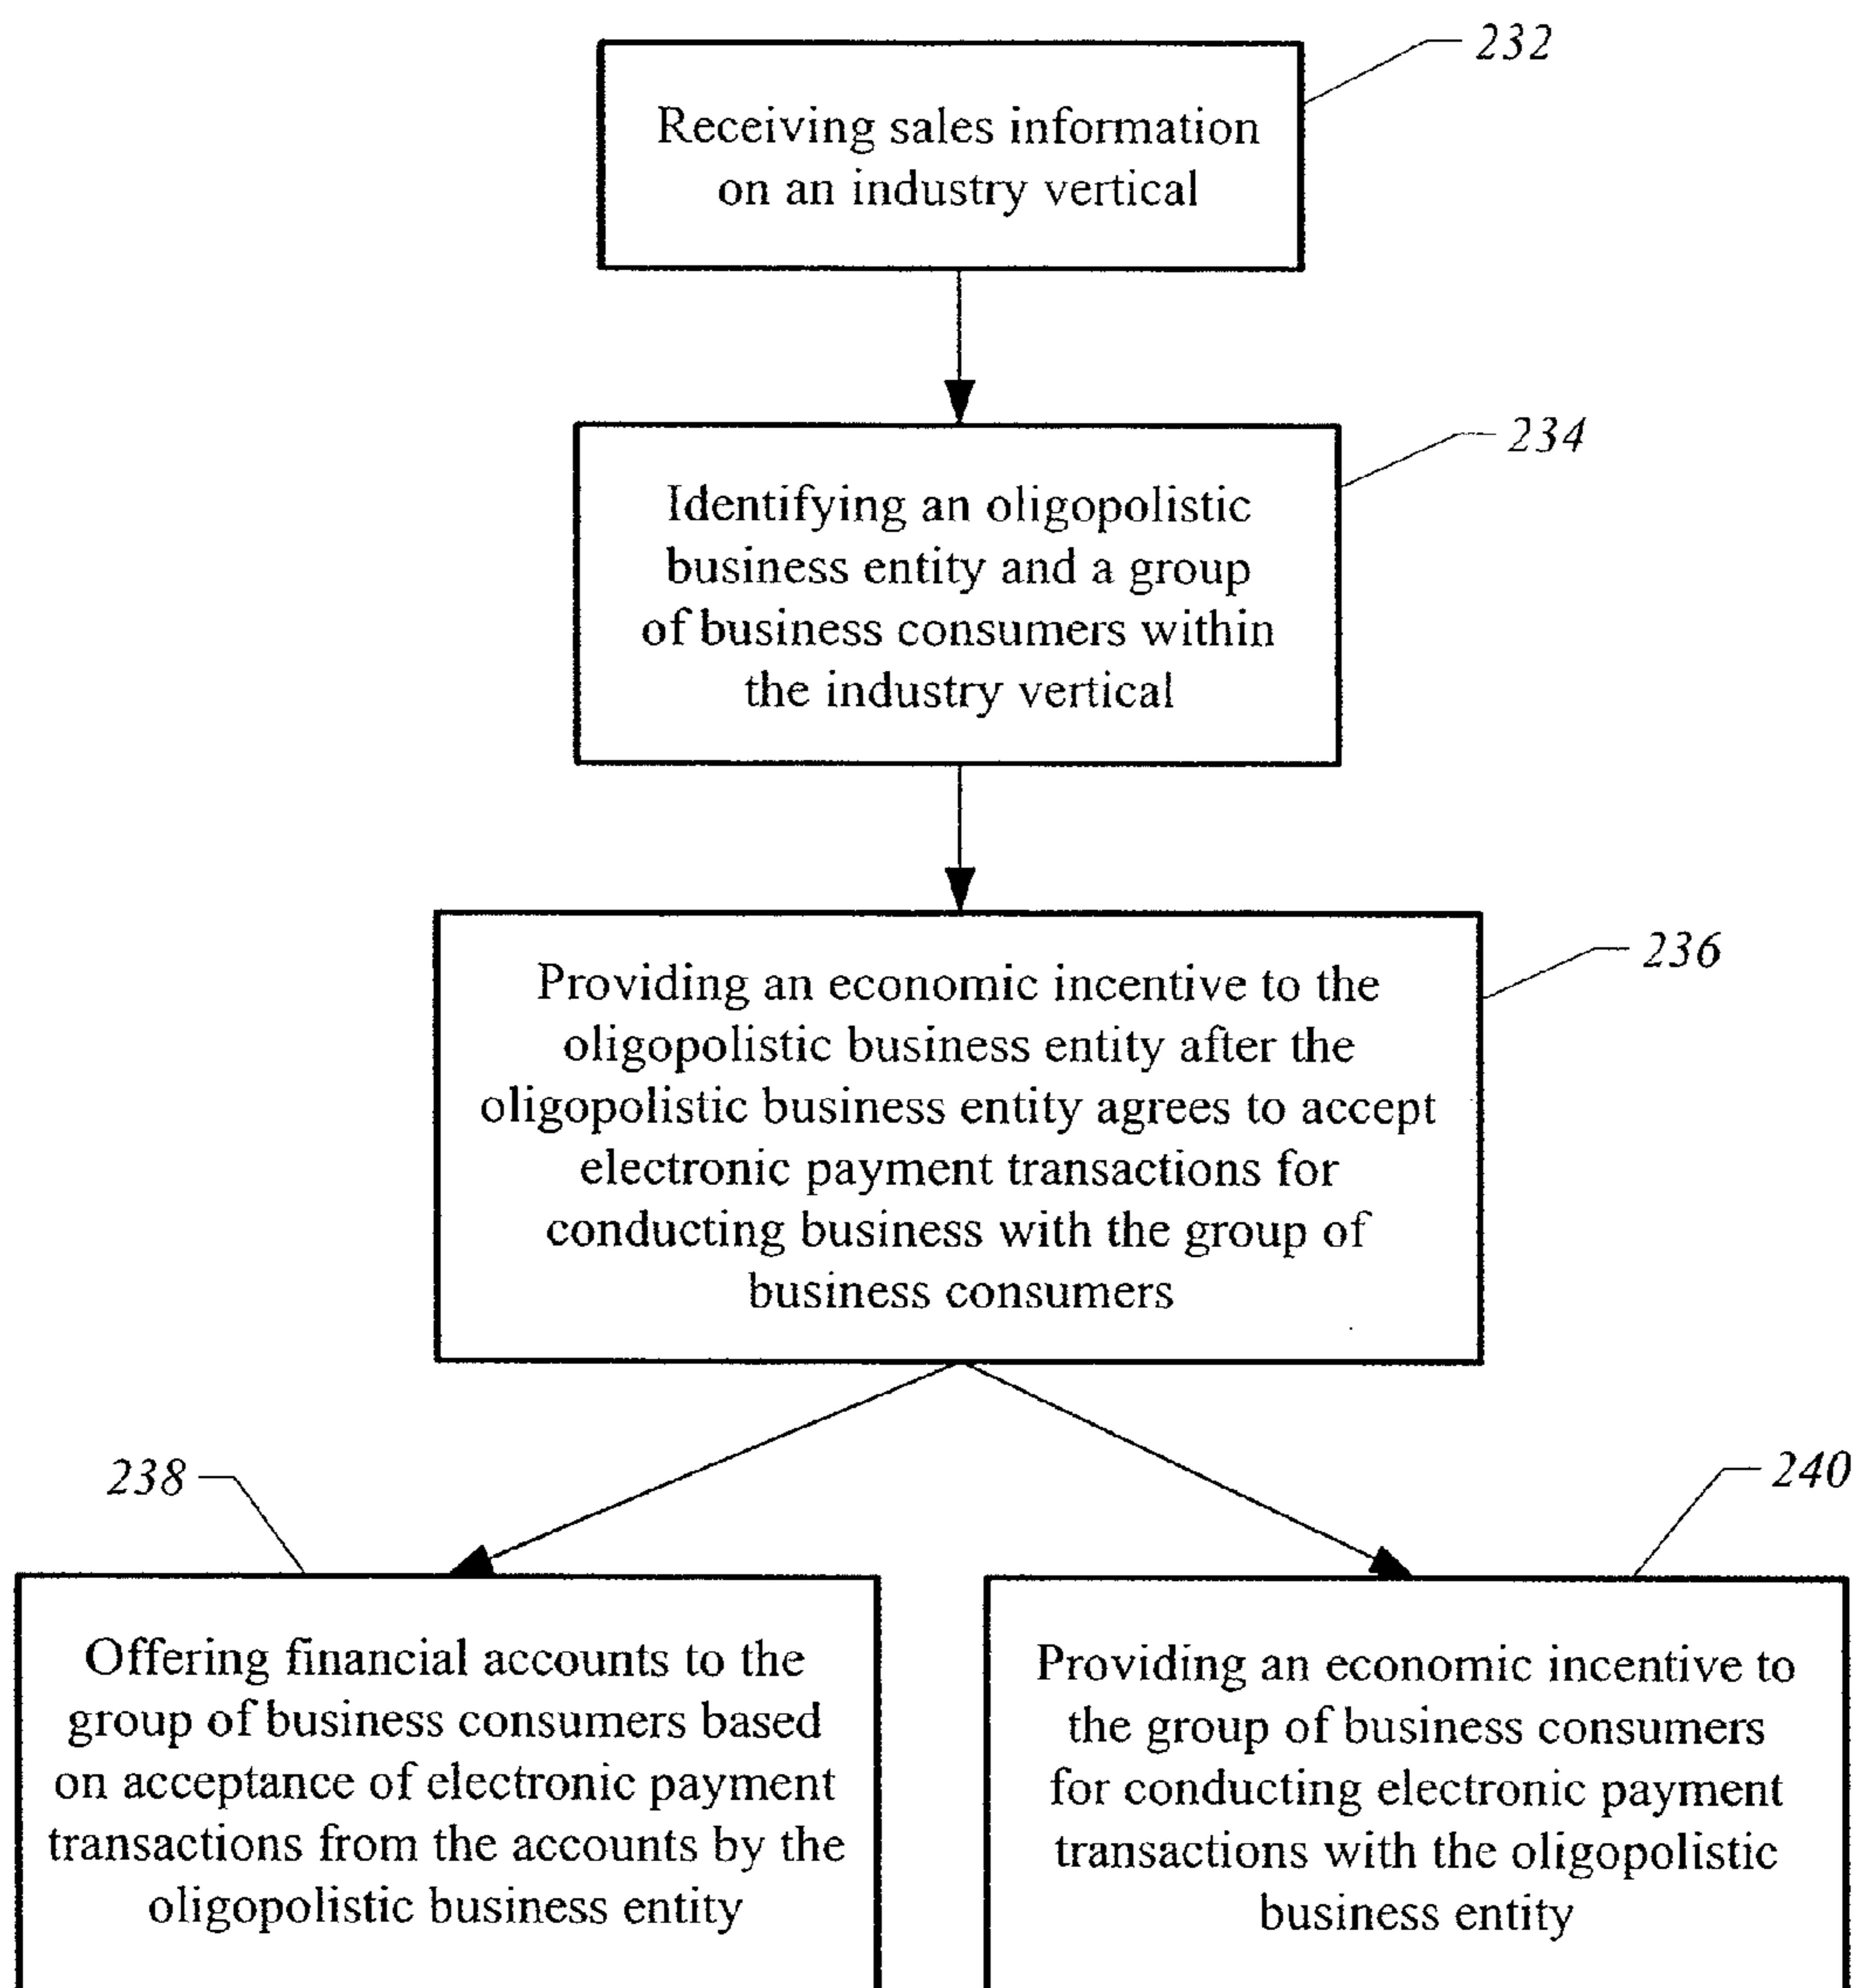 232
Receiving sales information
on an industry vertical
234
Identifying an oligopolistic
business entity and a group
of business consumers within
the industry vertical
236
Providing an economic incentive to the
oligopolistic business entity after the
oligopolistic business entity agrees to accept
electronic payment transactions for
conducting business with the group of
business consumers
238
Offering financial accounts to the
group of business consumers based
on acceptance of electronic payment
transactions from the accounts by the
oligopolistic business entity
240
Providing an economic incentive to
the group of business consumers
for conducting electronic payment
transactions with the oligopolistic
business entity